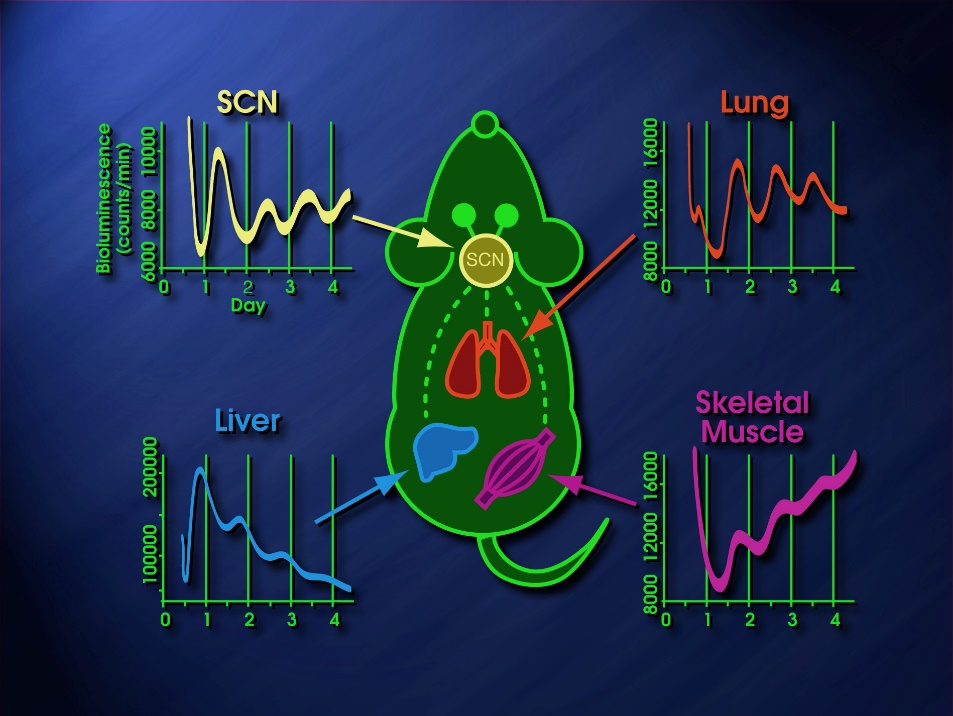 SCN
Bioluminescence
(counts/min)
10000
8000
6000
0 1 2 3 4
Day
Lung
16000
12000
8000
0 1 2 3 4
SCN
Liver
200000
100000
0 1 2 3 4
Skeletal
Muscle
16000
12000
8000
0 1 2 3 4